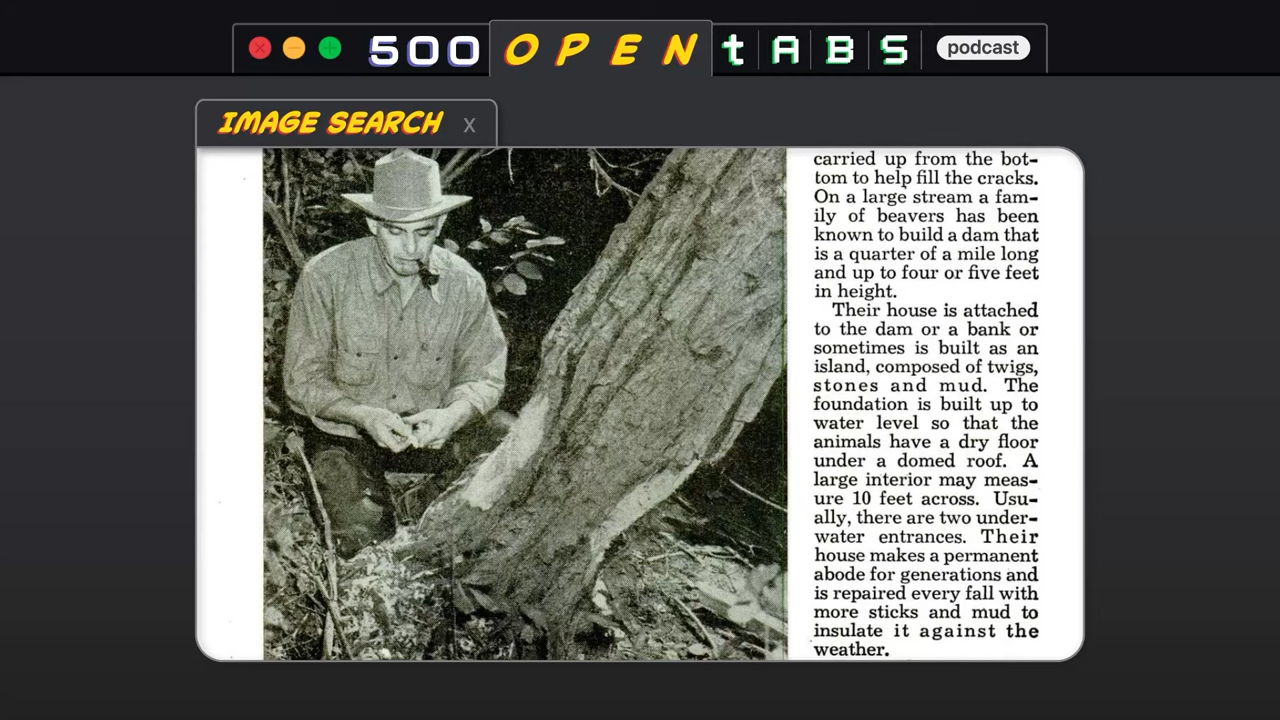 500 OPEN tABS podcast
IMAGE SEARCH X
carried up from the bot-
tom to help fill the cracks.
On a large stream a fam-
ily of beavers has been
known to build a dam that
is a quarter of a mile long
and up to four or five feet
in height.
Their house is attached
to the dam or a bank or
sometimes is built as an
island, composed of twigs,
stones and mud. The
foundation is built up to
water level so that the
animals have a dry floor
under a domed roof. A
large interior may meas-
ure 10 feet across. Usu-
ally, there are two under-
water entrances. Their
house makes a permanent
abode for generations and
is repaired every fall with
more sticks and mud to
insulate it against the
weather.